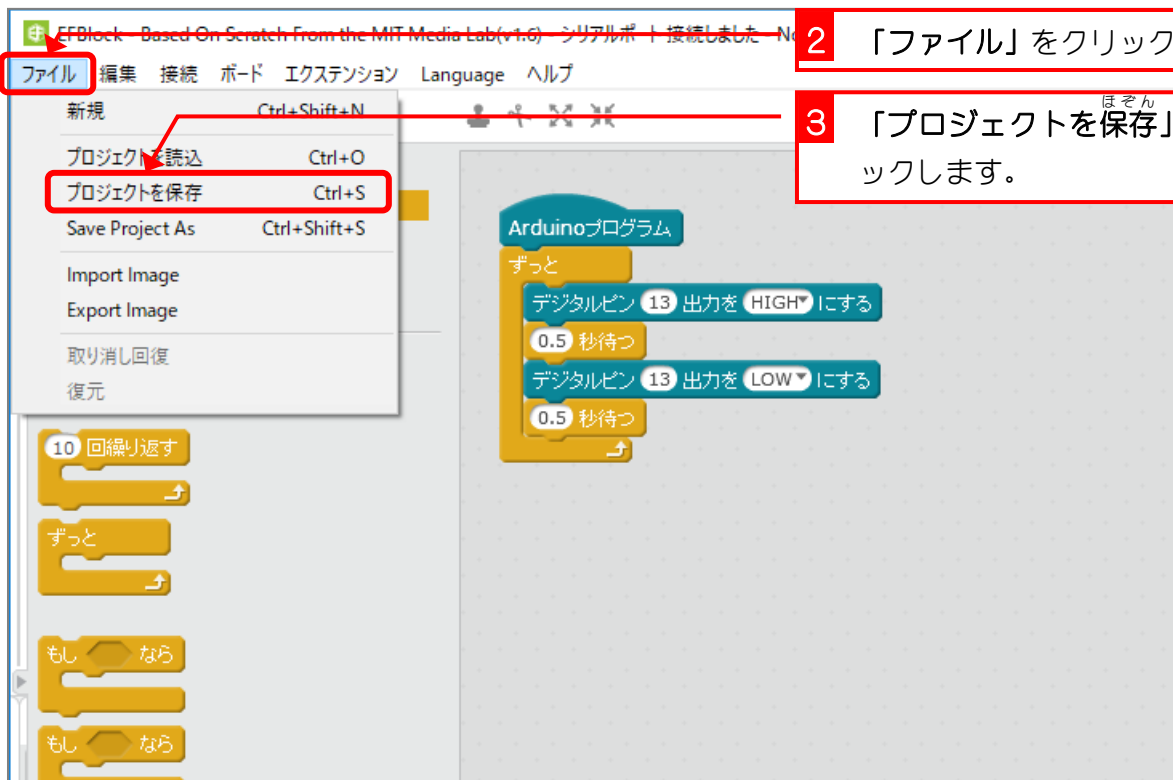 EFBlock - Based On Scratch From the MIT Media Lab(v1.6) - シリアルポート 接続しました - No
2 「ファイル」をクリック
ファイル 編集 接続 ボード エクステンション Language ヘルプ
新規 Ctrl+Shift+N
プロジェクトを読込 Ctrl+O
プロジェクトを保存 Ctrl+S
Save Project As Ctrl+Shift+S
Import Image
Export Image
取り消し回復
復元
ほぞん
3 「プロジェクトを保存」
ックします。
Arduinoプログラム
ずっと
デジタルピン 13 出力を HIGH にする
0.5 秒待つ
デジタルピン 13 出力を LOW にする
0.5 秒待つ
10 回繰り返す
ずっと
もし なら
もし なら